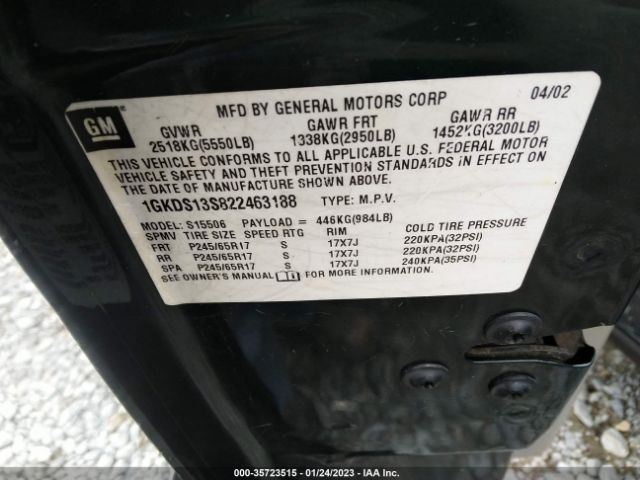 GM
MFD BY GENERAL MOTORS CORP 04/02
GVWR GAWR FRT GAWR RR
2518KG(5550LB) 1338KG(2950LB) 1452KG(3200LB)
THIS VEHICLE CONFORMS TO ALL APPLICABLE U.S. FEDERAL MOTOR
VEHICLE SAFETY AND THEFT PREVENTION STANDARDS IN EFFECT ON
THE DATE OF MANUFACTURE SHOWN ABOVE.
1GKDS13S822463188 TYPE: M.P.V.
MODEL: S15506 PAYLOAD = 446KG(984LB)
SPMV TIRE SIZE SPEED RTG RIM COLD TIRE PRESSURE
FRT P245/65R17 S 17X7J 220KPA(32PSI)
RR P245/65R17 S 17X7J 220KPA(32PSI)
SPA P245/65R17 S 17X7J 240KPA(35PSI)
SEE OWNER'S MANUAL FOR MORE INFORMATION.
000-35723515 - 01/24/2023 - IAA Inc.